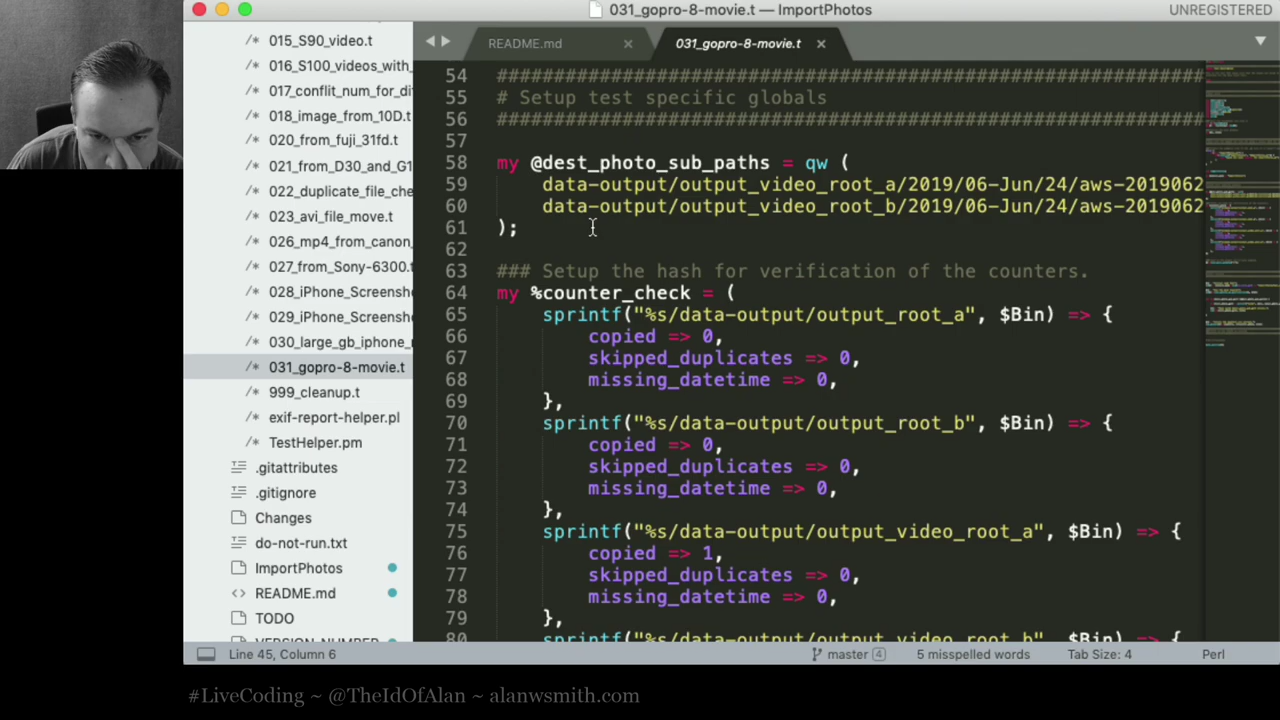 031_gopro-8-movie.t — ImportPhotos
UNREGISTERED
/* 015_S90_video.t
/* 016_S100_videos_with_
/* 017_conflit_num_for_dif
/* 018_image_from_10D.t
/* 020_from_fuji_31fd.t
/* 021_from_D30_and_G1
/* 022_duplicate_file_che
/* 023_avi_file_move.t
/* 026_mp4_from_canon_
/* 027_from_Sony-6300.t
/* 028_iPhone_Screensho
/* 029_iPhone_Screensho
/* 030_large_gb_iphone_r
/* 031_gopro-8-movie.t
/* 999_cleanup.t
/* exif-report-helper.pl
/* TestHelper.pm
.gitattributes
.gitignore
Changes
do-not-run.txt
ImportPhotos
<> README.md
TODO
VERSION_NUMBER
README.md ×
031_gopro-8-movie.t ×
54 ##############################################################
55 # Setup test specific globals
56 ##############################################################
57
58 my @dest_photo_sub_paths = qw (
59 data-output/output_video_root_a/2019/06-Jun/24/aws-2019062
60 data-output/output_video_root_b/2019/06-Jun/24/aws-2019062
61 );
62
63 ### Setup the hash for verification of the counters.
64 my %counter_check = (
65 sprintf("%s/data-output/output_root_a", $Bin) => {
66 copied => 0,
67 skipped_duplicates => 0,
68 missing_datetime => 0,
69 },
70 sprintf("%s/data-output/output_root_b", $Bin) => {
71 copied => 0,
72 skipped_duplicates => 0,
73 missing_datetime => 0,
74 },
75 sprintf("%s/data-output/output_video_root_a", $Bin) => {
76 copied => 1,
77 skipped_duplicates => 0,
78 missing_datetime => 0,
79 },
80 sprintf("%s/data-output/output_video_root_b", $Bin) => {
Line 45, Column 6
master 4
5 misspelled words
Tab Size: 4
Perl
#LiveCoding ~ @TheIdOfAlan ~ alanwsmith.com